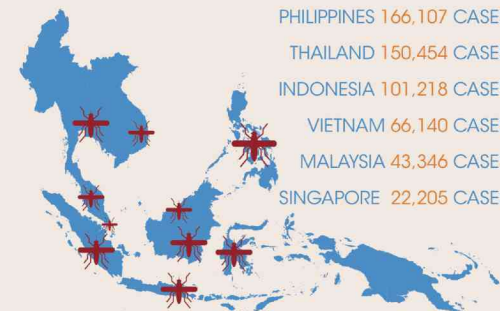 PHILIPPINES 166,107 CASE
THAILAND 150,454 CASE
INDONESIA 101,218 CASE
VIETNAM 66,140 CASE
MALAYSIA 43,346 CASE
SINGAPORE 22,205 CASE